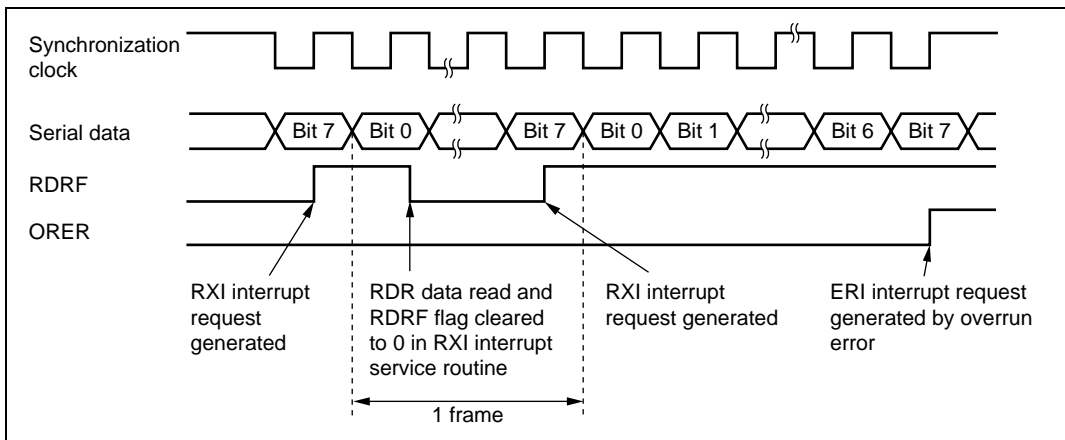 Synchronization
clock
Serial data
Bit 7
Bit 0
Bit 7
Bit 0
Bit 1
Bit 6
Bit 7
RDRF
ORER
RXI interrupt
request
generated
RDR data read and
RDRF flag cleared
to 0 in RXI interrupt
service routine
RXI interrupt
request generated
ERI interrupt request
generated by overrun
error
1 frame